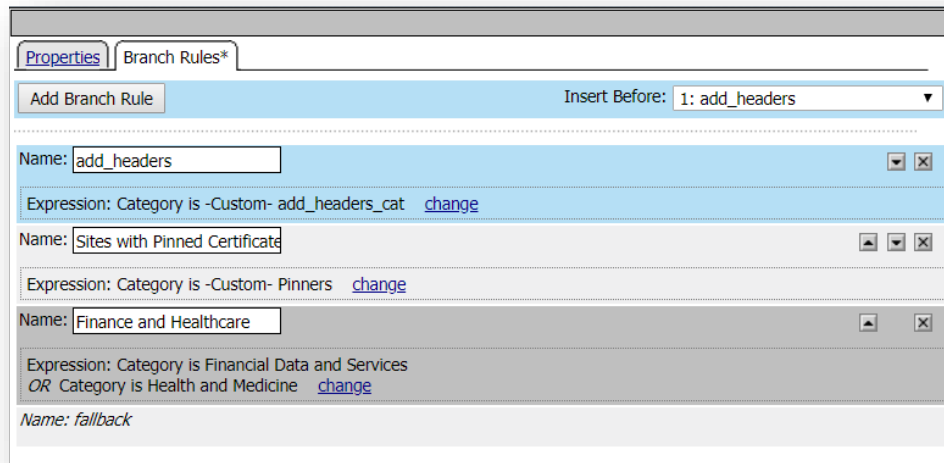 Properties Branch Rules*
Add Branch Rule Insert Before: 1: add_headers
Name: add_headers
Expression: Category is -Custom- add_headers_cat change
Name: Sites with Pinned Certificate
Expression: Category is -Custom- Pinners change
Name: Finance and Healthcare
Expression: Category is Financial Data and Services
OR Category is Health and Medicine change
Name: fallback